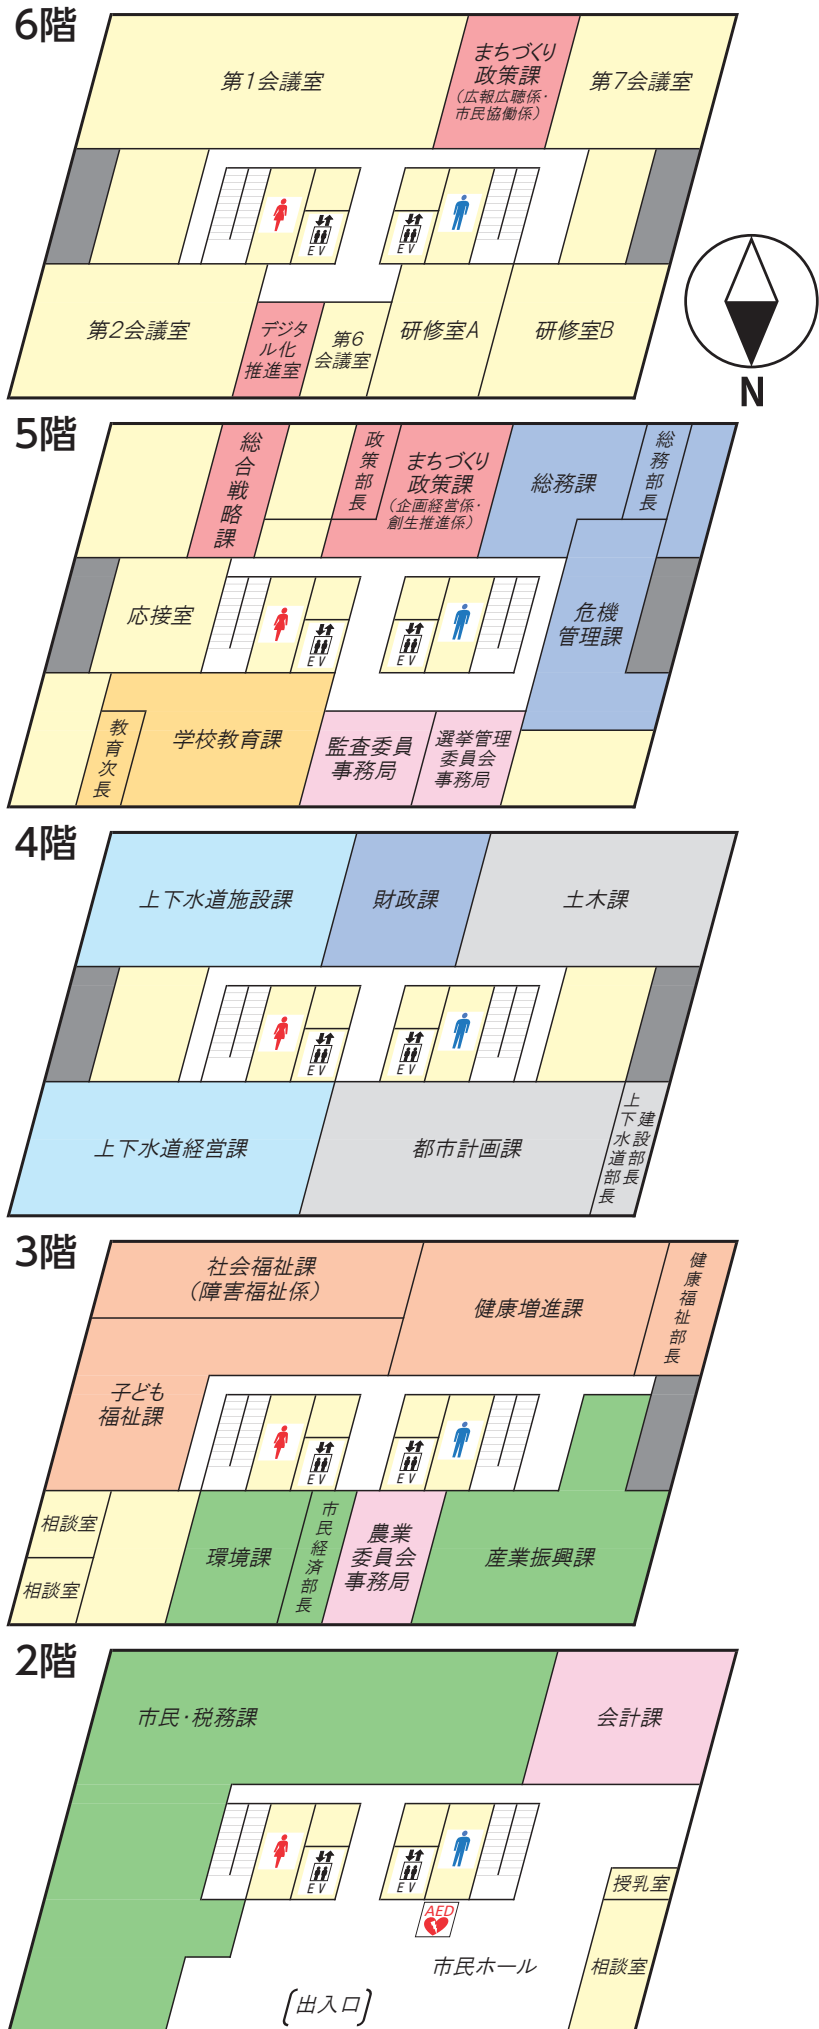 6階
第1会議室
まちづくり
政策課
（広報広聴係・
市民協働係）
第7会議室
EV
EV
第2会議室
デジタ
ル化
推進室
第6
会議室
研修室A
研修室B
N
5階
総合戦略課
政策部長
まちづくり
政策課
（企画経営係・
創生推進係）
総務課
総務部長
応接室
EV
EV
危機
管理課
教育次長
学校教育課
監査委員
事務局
選挙管理
委員会
事務局
4階
上下水道施設課
財政課
土木課
EV
EV
上下水道経営課
都市計画課
建設部長
上下水道部長
3階
社会福祉課
（障害福祉係）
健康増進課
健康福祉部長
子ども
福祉課
EV
EV
相談室
相談室
環境課
市民経済部長
農業
委員会
事務局
産業振興課
2階
市民・税務課
会計課
EV
EV
AED
授乳室
相談室
市民ホール
（出入口）